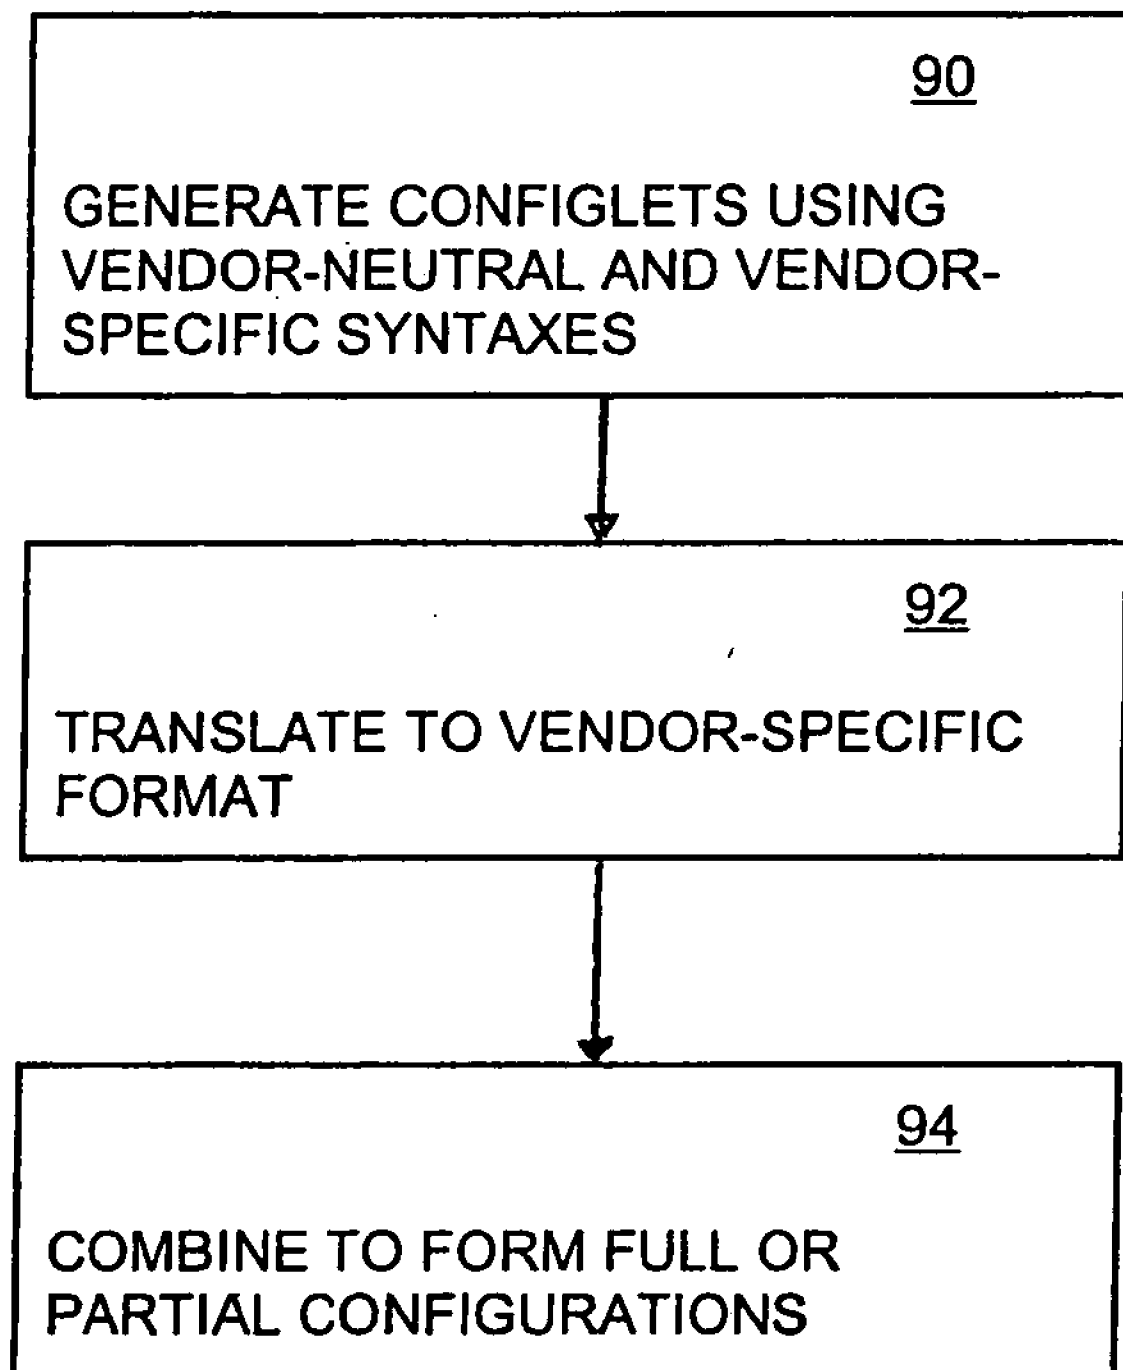 90
GENERATE CONFIGLETS USING
VENDOR-NEUTRAL AND VENDOR-
SPECIFIC SYNTAXES
92
TRANSLATE TO VENDOR-SPECIFIC
FORMAT
94
COMBINE TO FORM FULL OR
PARTIAL CONFIGURATIONS